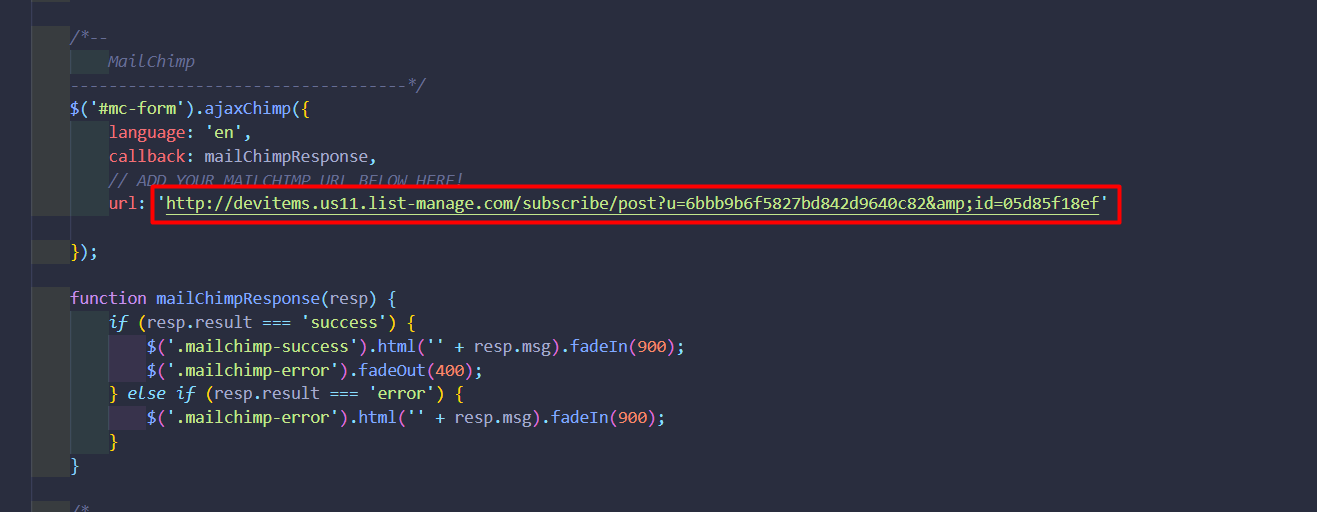 /*--
MailChimp
-----------------------------------*/
$('#mc-form').ajaxChimp({
language: 'en',
callback: mailChimpResponse,
// ADD YOUR MAILCHIMP URL BELOW HERE!
url: 'http://devitems.us11.list-manage.com/subscribe/post?u=6bbb9b6f5827bd842d9640c82&amp;id=05d85f18ef'
});
function mailChimpResponse(resp) {
if (resp.result === 'success') {
$('.mailchimp-success').html('' + resp.msg).fadeIn(900);
$('.mailchimp-error').fadeOut(400);
} else if (resp.result === 'error') {
$('.mailchimp-error').html('' + resp.msg).fadeIn(900);
}
}
/*